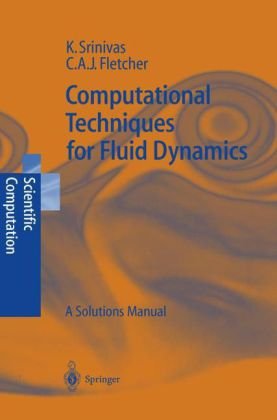 K. Srinivas
C.A.J. Fletcher
Computational
Techniques
for Fluid Dynamics
Scientific
Computation
A Solutions Manual
Springer